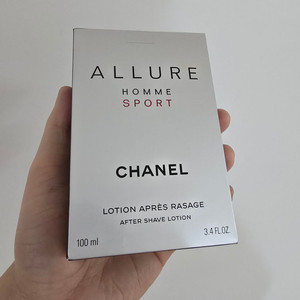 ALLURE
HOMME
SPORT
CHANEL
LOTION APRÈS RASAGE
AFTER SHAVE LOTION
100 ml 3.4 FL.OZ.